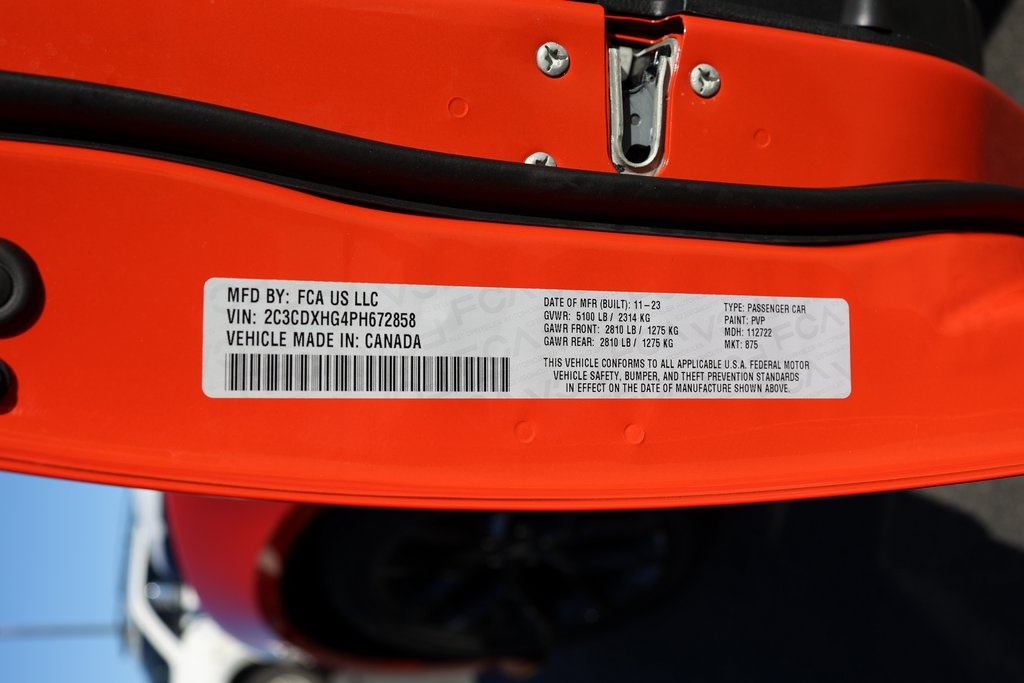 MFD BY: FCA US LLC
VIN: 2C3CDXHG4PH672858
VEHICLE MADE IN: CANADA
DATE OF MFR (BUILT): 11-23
GVWR: 5100 LB / 2314 KG
GAWR FRONT: 2810 LB / 1275 KG
GAWR REAR: 2810 LB / 1275 KG
TYPE: PASSENGER CAR
PAINT: PVP
MDH: 112722
MKT: 875
THIS VEHICLE CONFORMS TO ALL APPLICABLE U.S.A. FEDERAL MOTOR
VEHICLE SAFETY, BUMPER, AND THEFT PREVENTION STANDARDS
IN EFFECT ON THE DATE OF MANUFACTURE SHOWN ABOVE.